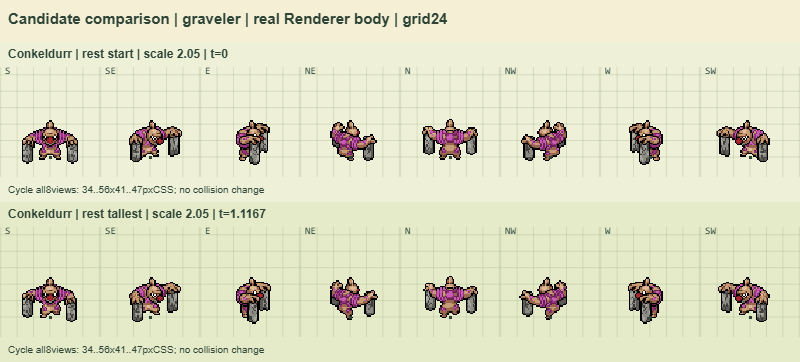 Candidate comparison | graveler | real Renderer body | grid24
Conkeldurr | rest start | scale 2.05 | t=0
S SE E NE N NW W SW
Cycle all8views: 34..56x41..47pxCSS; no collision change
Conkeldurr | rest tallest | scale 2.05 | t=1.1167
S SE E NE N NW W SW
Cycle all8views: 34..56x41..47pxCSS; no collision change